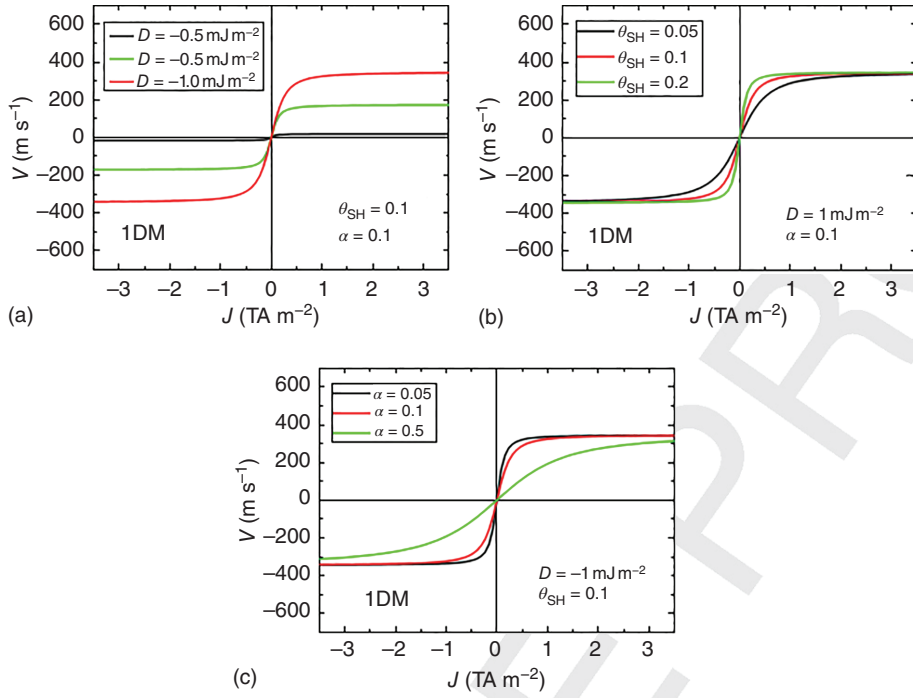 600
400
200
0
−200
−400
−600
V (m s⁻¹)
D = −0.5 mJ m⁻²
D = −0.5 mJ m⁻²
D = −1.0 mJ m⁻²
θSH = 0.1
α = 0.1
1DM
−3 −2 −1 0 1 2 3
J (TA m⁻²)
(a)
600
400
200
0
−200
−400
−600
V (m s⁻¹)
θSH = 0.05
θSH = 0.1
θSH = 0.2
D = 1 mJ m⁻²
α = 0.1
1DM
−3 −2 −1 0 1 2 3
J (TA m⁻²)
(b)
600
400
200
0
−200
−400
−600
V (m s⁻¹)
α = 0.05
α = 0.1
α = 0.5
D = −1 mJ m⁻²
θSH = 0.1
1DM
−3 −2 −1 0 1 2 3
J (TA m⁻²)
(c)